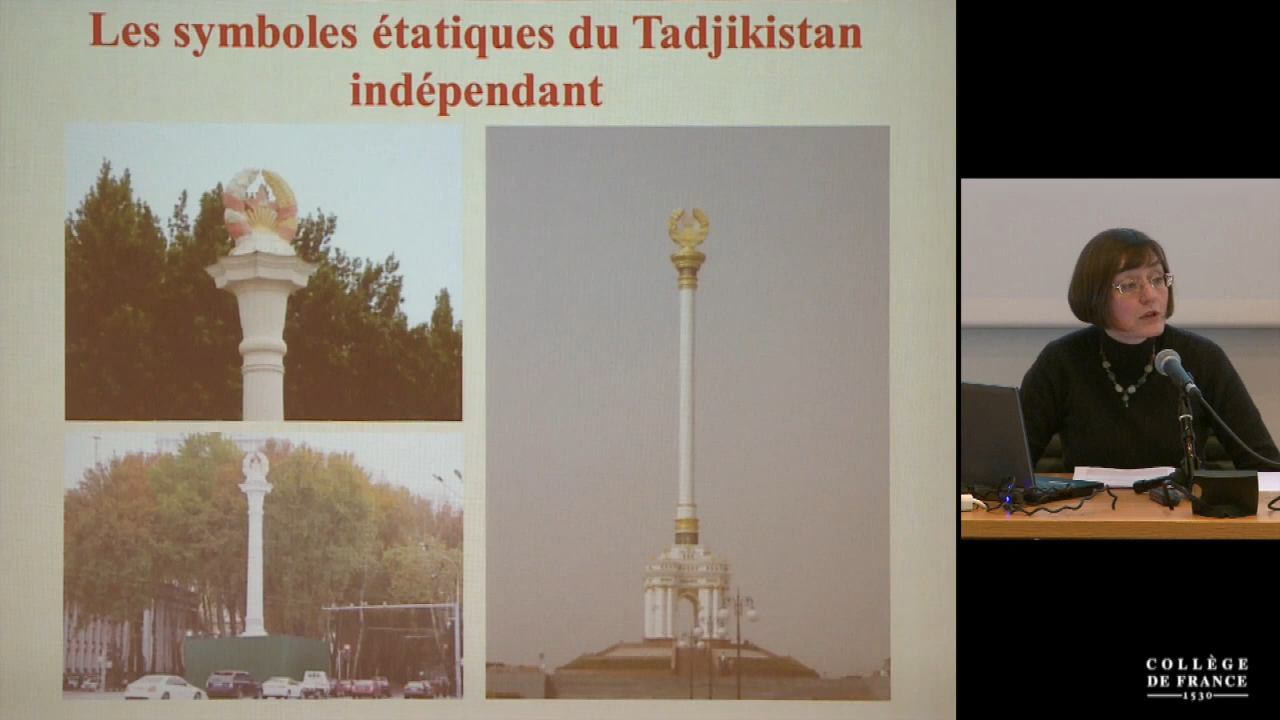 Les symboles étatiques du Tadjikistan
indépendant
COLLÈGE
DE FRANCE
1530